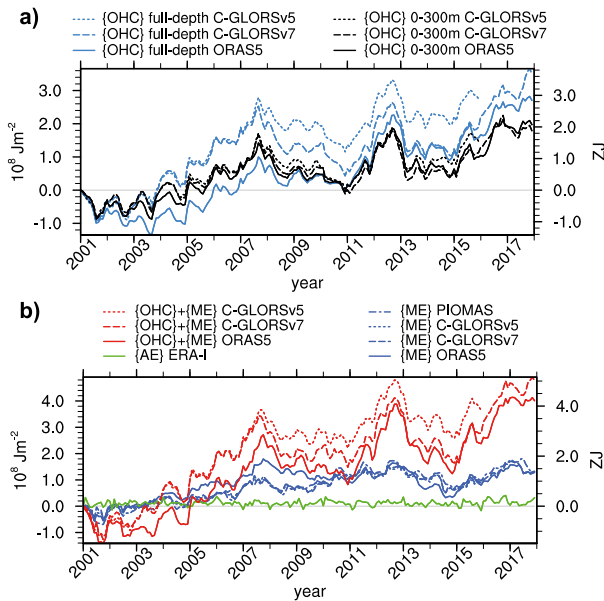 a)
{OHC} full-depth C-GLORSv5
{OHC} full-depth C-GLORSv7
{OHC} full-depth ORAS5
{OHC} 0-300m C-GLORSv5
{OHC} 0-300m C-GLORSv7
{OHC} 0-300m ORAS5
10⁸ Jm⁻²
3.0
2.0
1.0
0.0
-1.0
3.0
2.0
1.0
0.0
-1.0
ZJ
2001
2003
2005
2007
2009
2011
2013
2015
2017
year
b)
{OHC}+{ME} C-GLORSv5
{OHC}+{ME} C-GLORSv7
{OHC}+{ME} ORAS5
{AE} ERA-I
{ME} PIOMAS
{ME} C-GLORSv5
{ME} C-GLORSv7
{ME} ORAS5
10⁸ Jm⁻²
4.0
3.0
2.0
1.0
0.0
-1.0
4.0
2.0
0.0
ZJ
2001
2003
2005
2007
2009
2011
2013
2015
2017
year